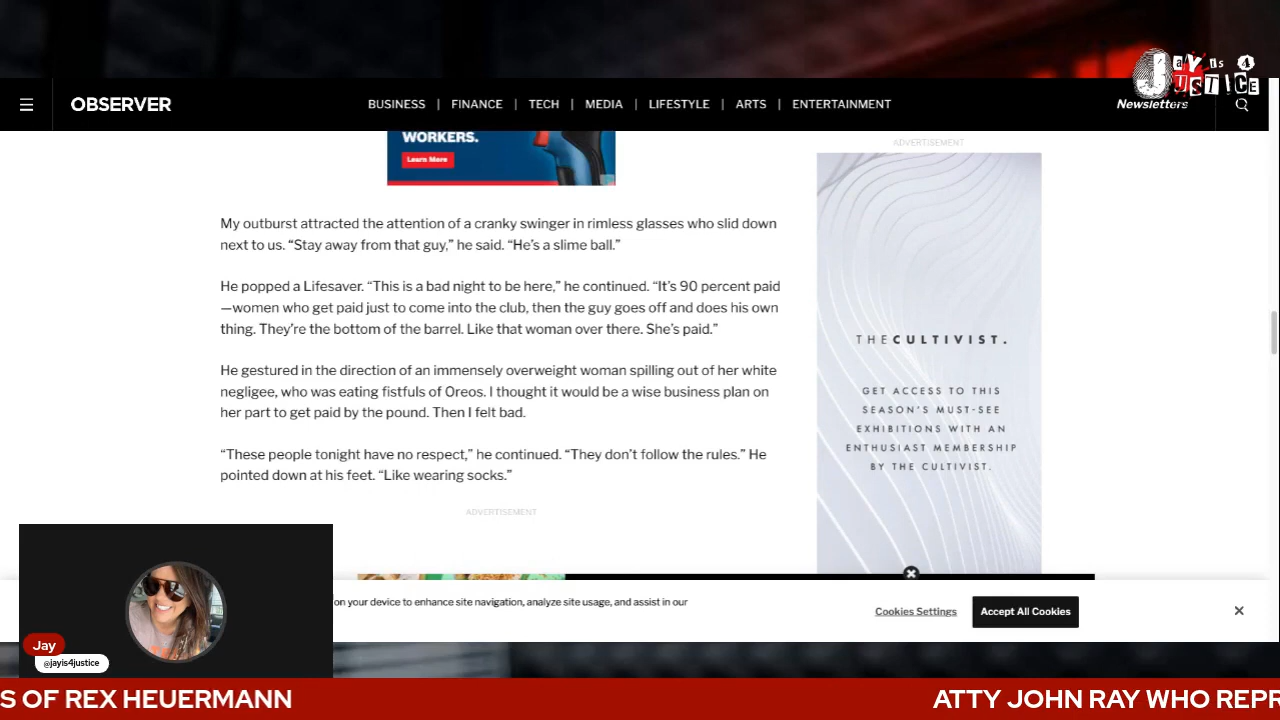 Jay is 4
JUSTICE
OBSERVER
BUSINESS | FINANCE | TECH | MEDIA | LIFESTYLE | ARTS | ENTERTAINMENT
Newsletters
WORKERS.
Learn More
ADVERTISEMENT
My outburst attracted the attention of a cranky swinger in rimless glasses who slid down
next to us. “Stay away from that guy,” he said. “He’s a slime ball.”
He popped a Lifesaver. “This is a bad night to be here,” he continued. “It’s 90 percent paid
—women who get paid just to come into the club, then the guy goes off and does his own
thing. They’re the bottom of the barrel. Like that woman over there. She’s paid.”
He gestured in the direction of an immensely overweight woman spilling out of her white
negligee, who was eating fistfuls of Oreos. I thought it would be a wise business plan on
her part to get paid by the pound. Then I felt bad.
“These people tonight have no respect,” he continued. “They don’t follow the rules.” He
pointed down at his feet. “Like wearing socks.”
ADVERTISEMENT
THE CULTIVIST.
GET ACCESS TO THIS
SEASON'S MUST-SEE
EXHIBITIONS WITH AN
ENTHUSIAST MEMBERSHIP
BY THE CULTIVIST.
on your device to enhance site navigation, analyze site usage, and assist in our
Cookies Settings
Accept All Cookies
Jay
@jayis4justice
S OF REX HEUERMANN
ATTY JOHN RAY WHO REPR